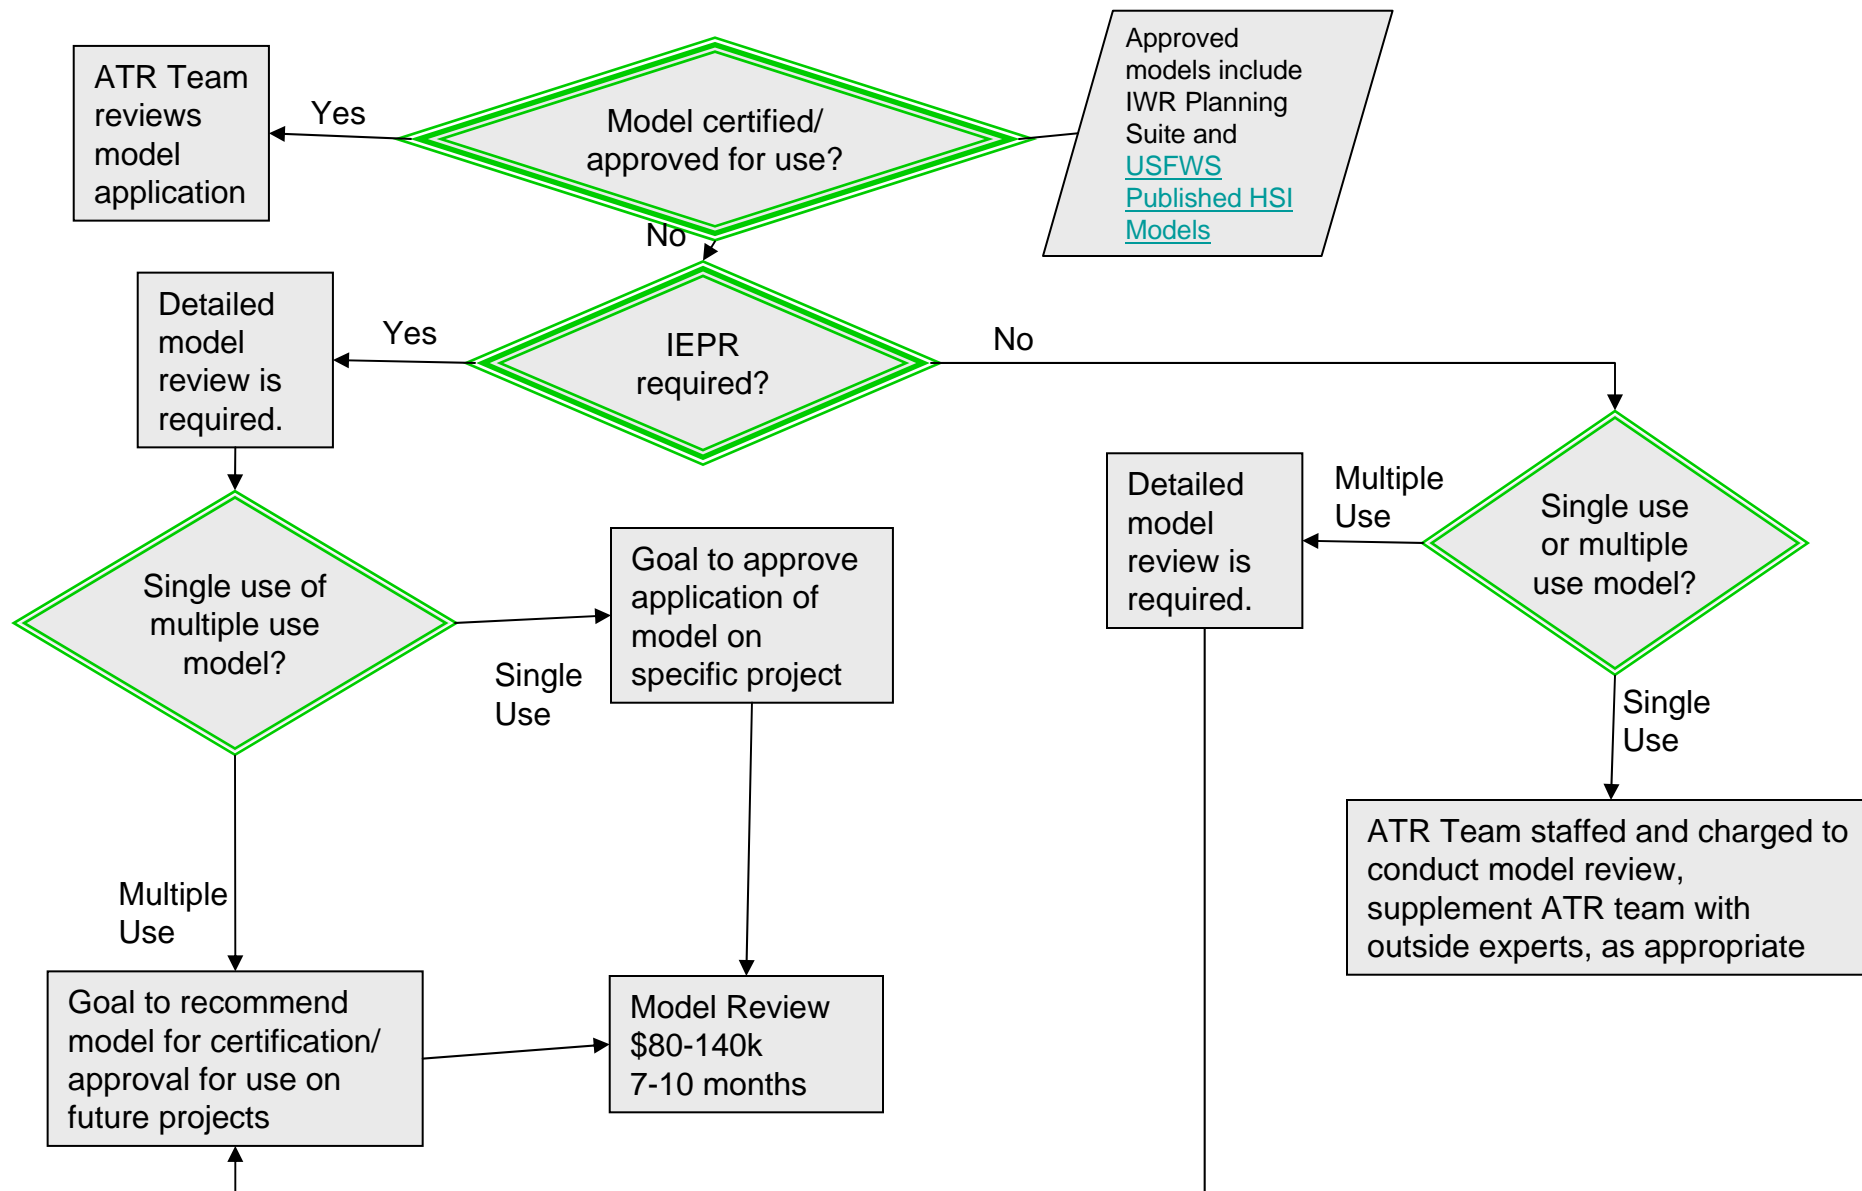 ATR Team
reviews
model
application
Yes
Model certified/
approved for use?
Approved
models include
IWR Planning
Suite and
USFWS
Published HSI
Models
No
Detailed
model
review is
required.
Yes
IEPR
required?
No
Single use of
multiple use
model?
Single
Use
Goal to approve
application of
model on
specific project
Detailed
model
review is
required.
Multiple
Use
Single use
or multiple
use model?
Single
Use
ATR Team staffed and charged to
conduct model review,
supplement ATR team with
outside experts, as appropriate
Multiple
Use
Goal to recommend
model for certification/
approval for use on
future projects
Model Review
$80-140k
7-10 months